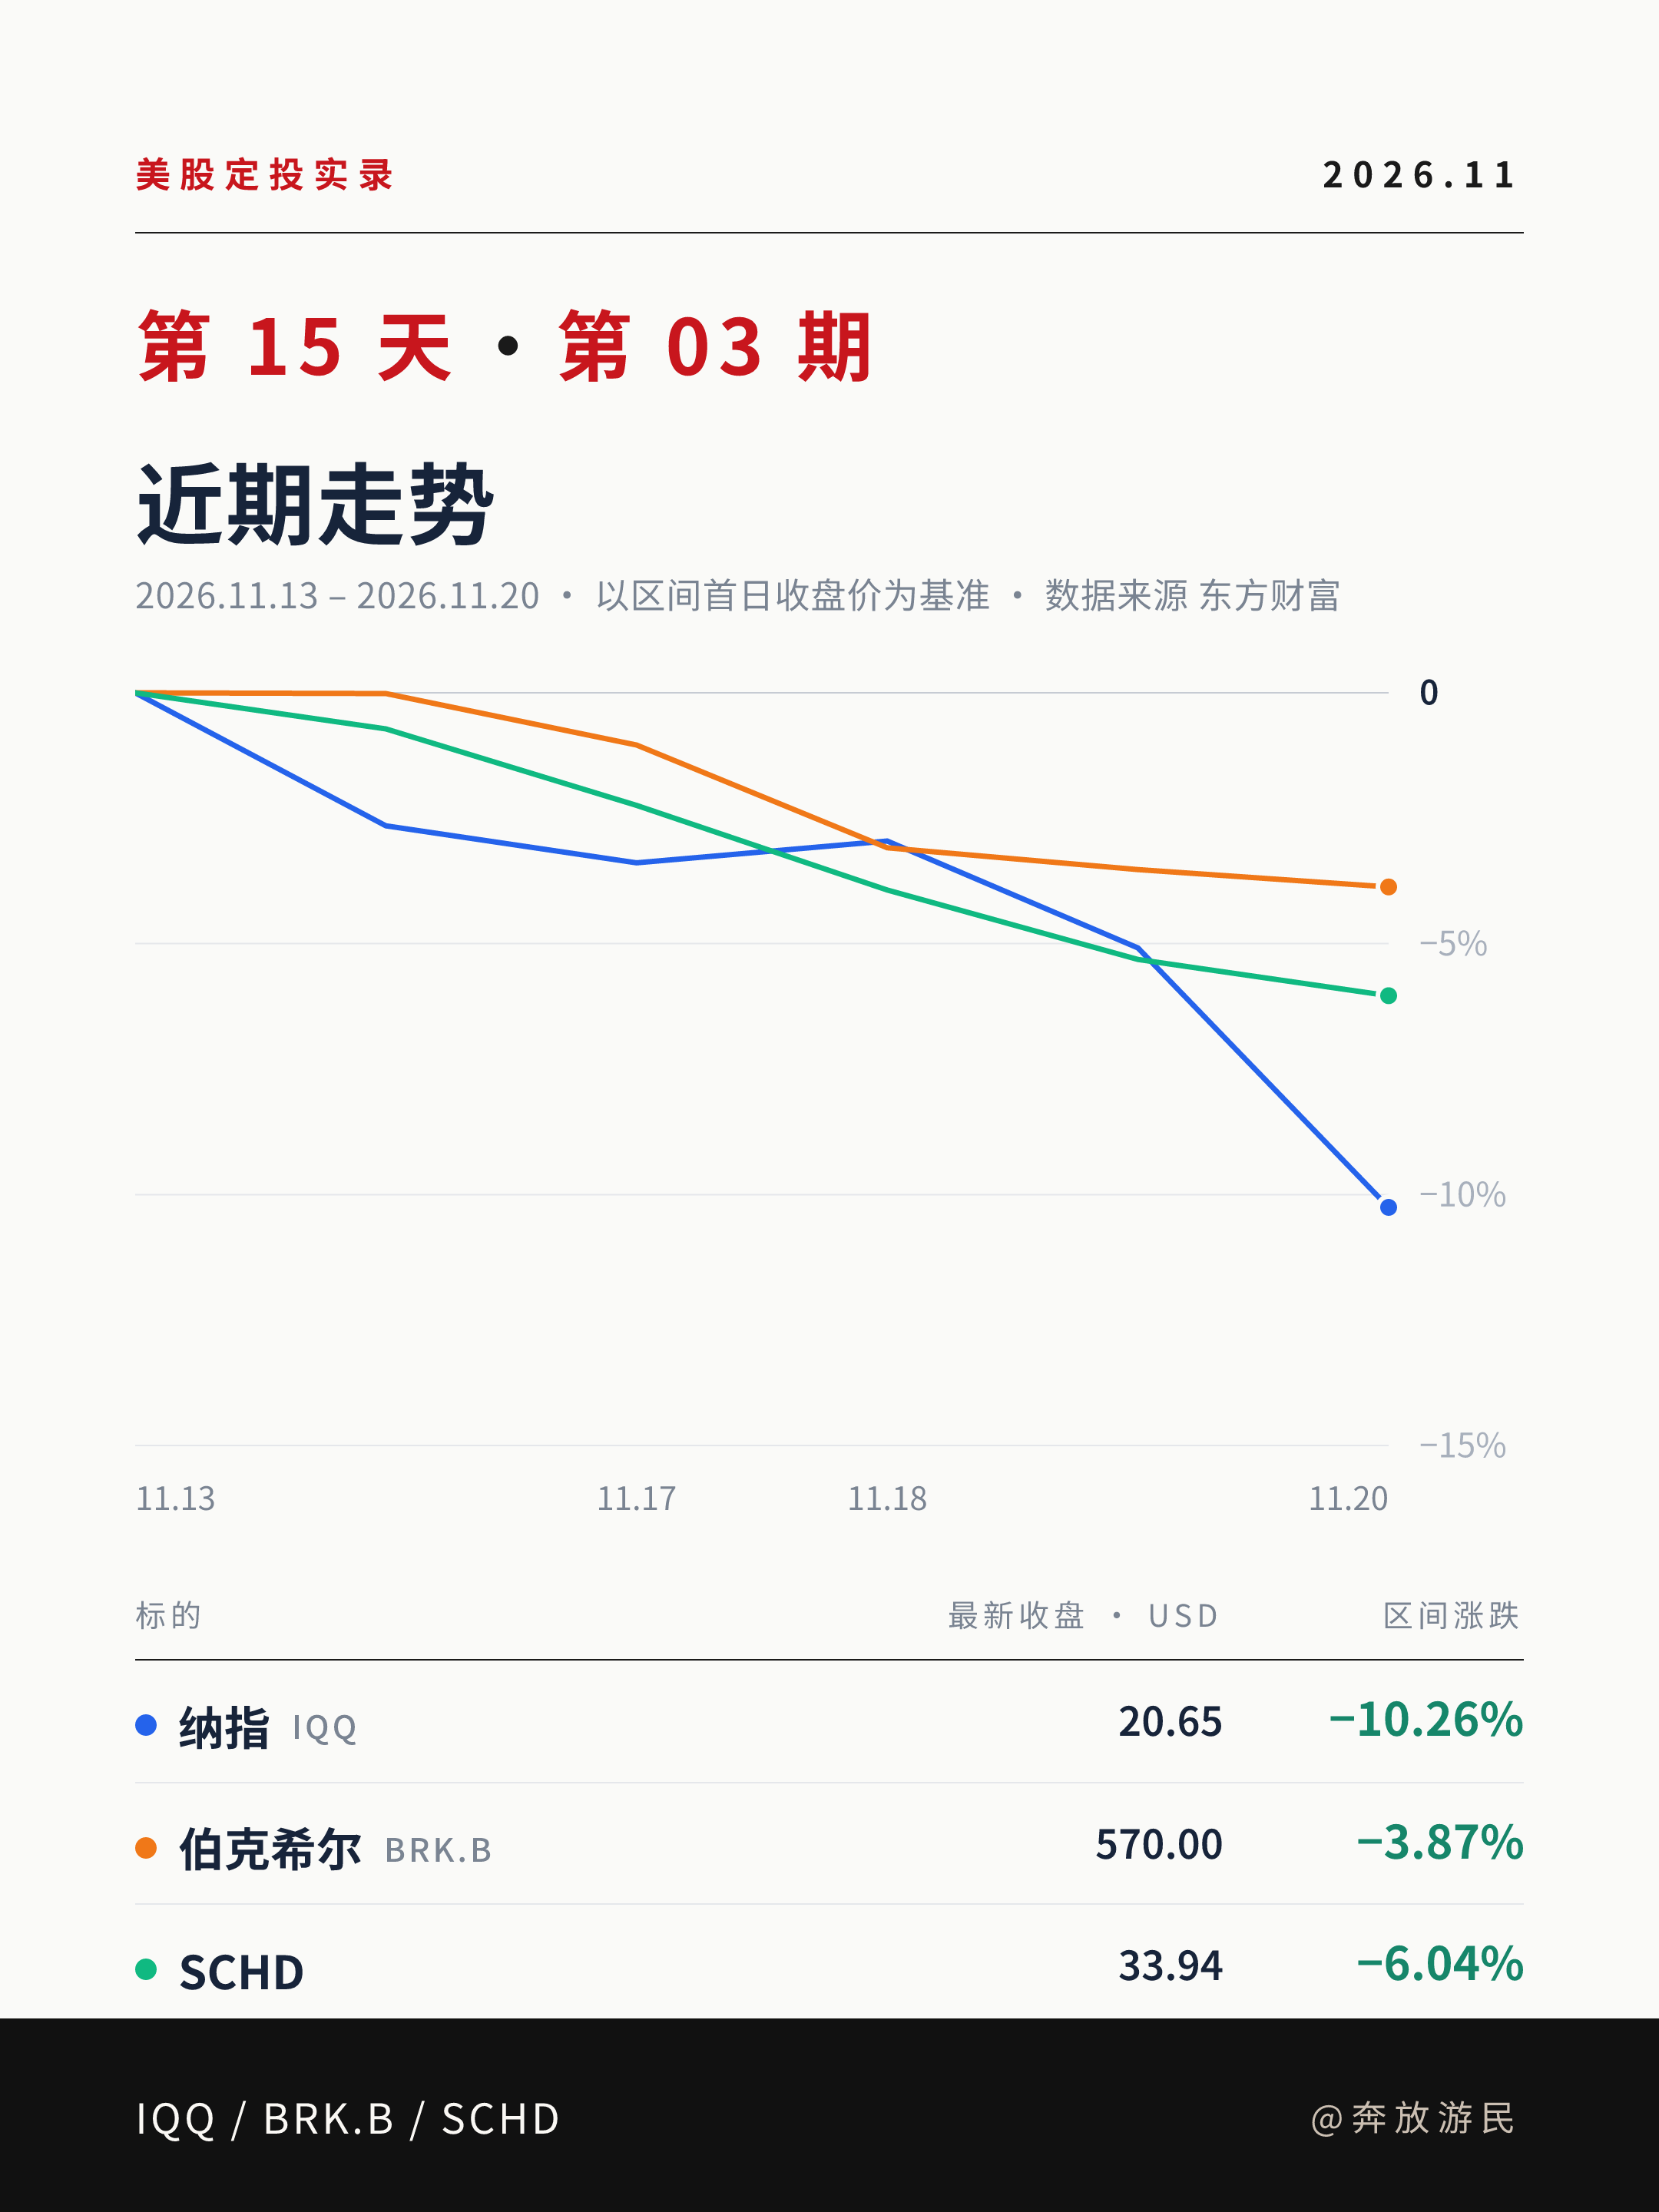 美股定投实录 2026.11
第 15 天 · 第 03 期
近期走势
2026.11.13 – 2026.11.20 · 以区间首日收盘价为基准 · 数据来源 东方财富
0
−5%
−10%
−15%
11.13 11.17 11.18 11.20
标的 最新收盘 · USD 区间涨跌
纳指 IQQ 20.65 −10.26%
伯克希尔 BRK.B 570.00 −3.87%
SCHD 33.94 −6.04%
IQQ / BRK.B / SCHD @奔放游民